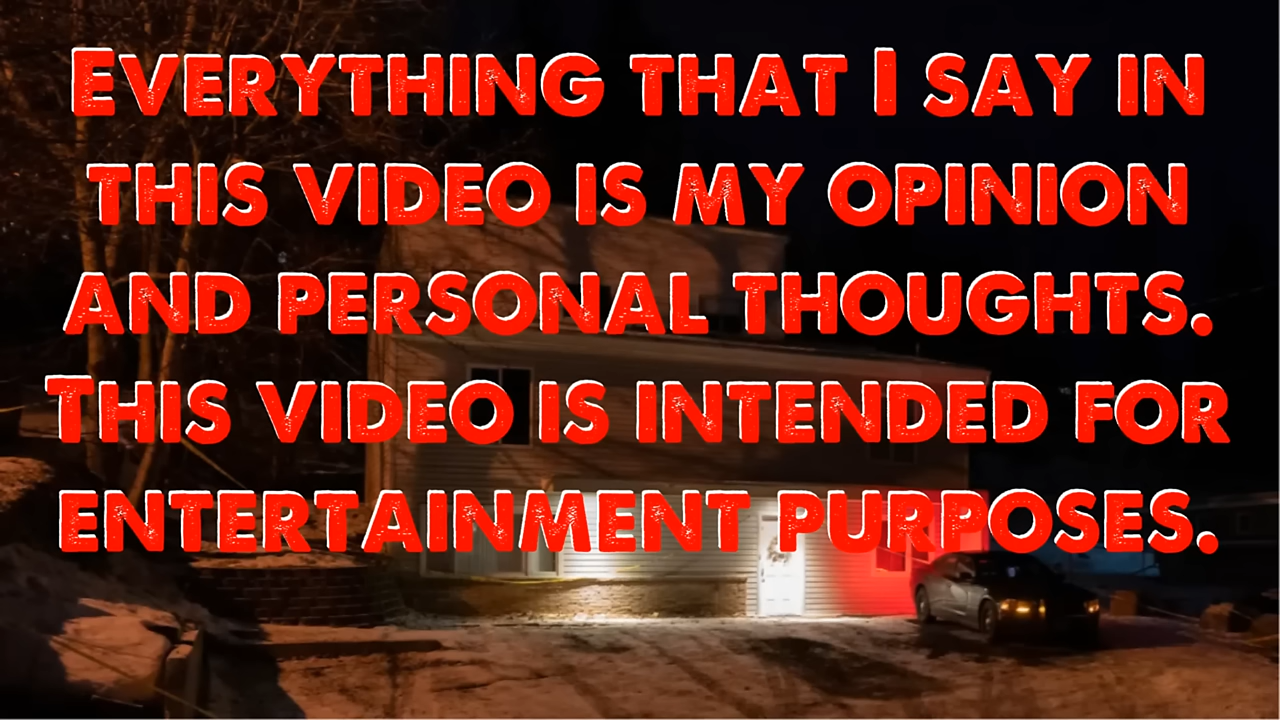 Everything that I say in
this video is my opinion
and personal thoughts.
This video is intended for
entertainment purposes.